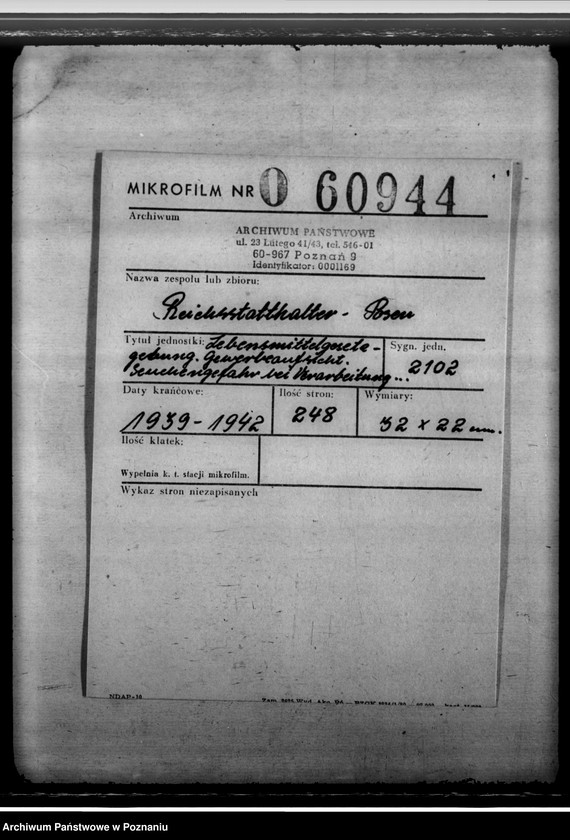 MIKROFILM NR 0 60944
Archiwum
ARCHIWUM PAŃSTWOWE
ul. 23 Lutego 41/43, tel. 546-01
60-967 Poznań 9
Identyfikator: 0001169
Nazwa zespołu lub zbioru:
Reichsstatthalter - Posen
Tytuł jednostki: Lebensmittelgesetz-
gebung. Gewerbeaufsicht.
Seuchengefahr bei Verarbeitung...
Sygn. jedn.
2102
Daty krańcowe:
1939-1942
Ilość stron:
248
Wymiary:
32 x 22 cm.
Ilość klatek:
Wypełnia k. t. stacji mikrofilm.
Wykaz stron niezapisanych
NDAP-10
Archiwum Państwowe w Poznaniu